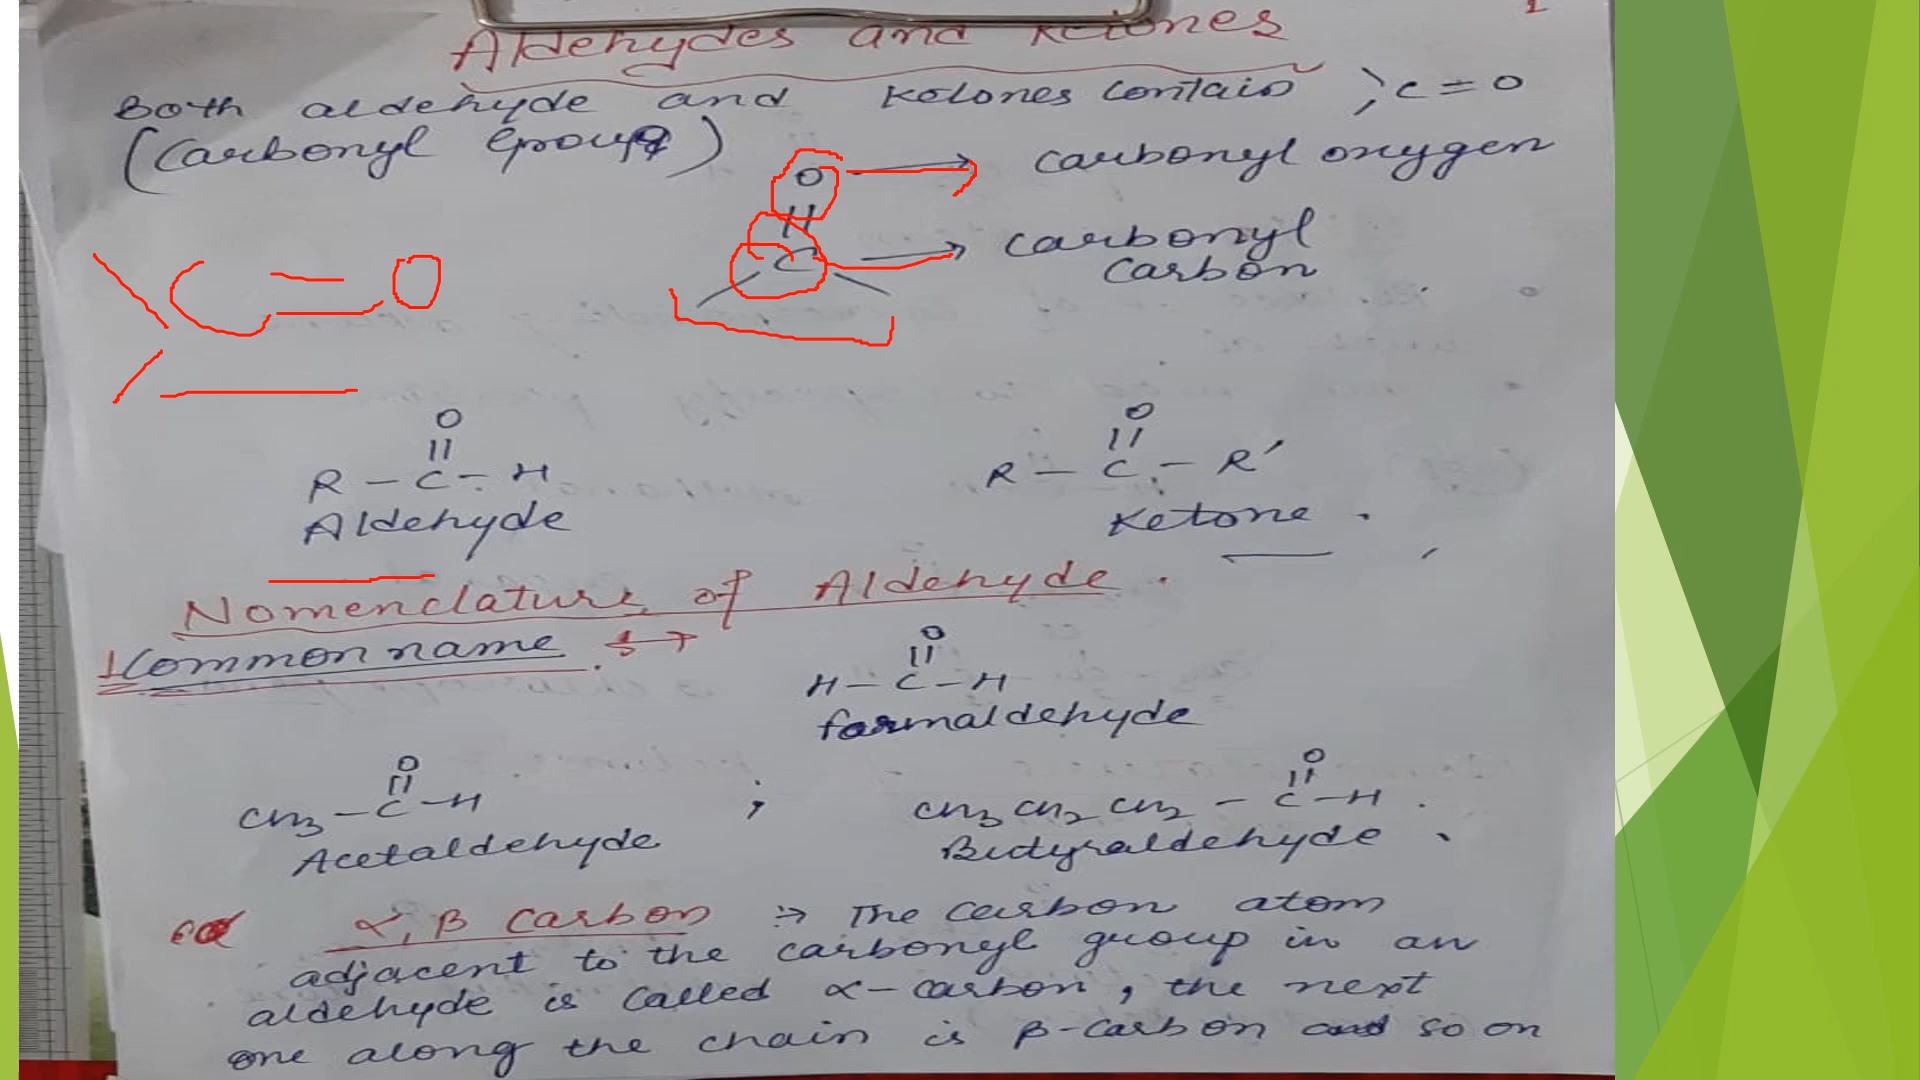 Aldehydes and Ketones
1
Both aldehyde and Ketones contain >c=o
(Carbonyl Group)
O → carbonyl oxygen
||
C → carbonyl
carbon
>C=O
O
||
R – C – H
Aldehyde
O
||
R – C – R'
Ketone.
Nomenclature of Aldehyde.
1 Common name :→
O
||
H – C – H
formaldehyde
O
||
CH3 – C – H ;
Acetaldehyde
O
||
CH3 CH2 CH2 – C – H.
Butyraldehyde
α, β Carbon :→ The carbon atom
adjacent to the carbonyl group in an
aldehyde is called α-carbon, the next
one along the chain is β-carbon and so on